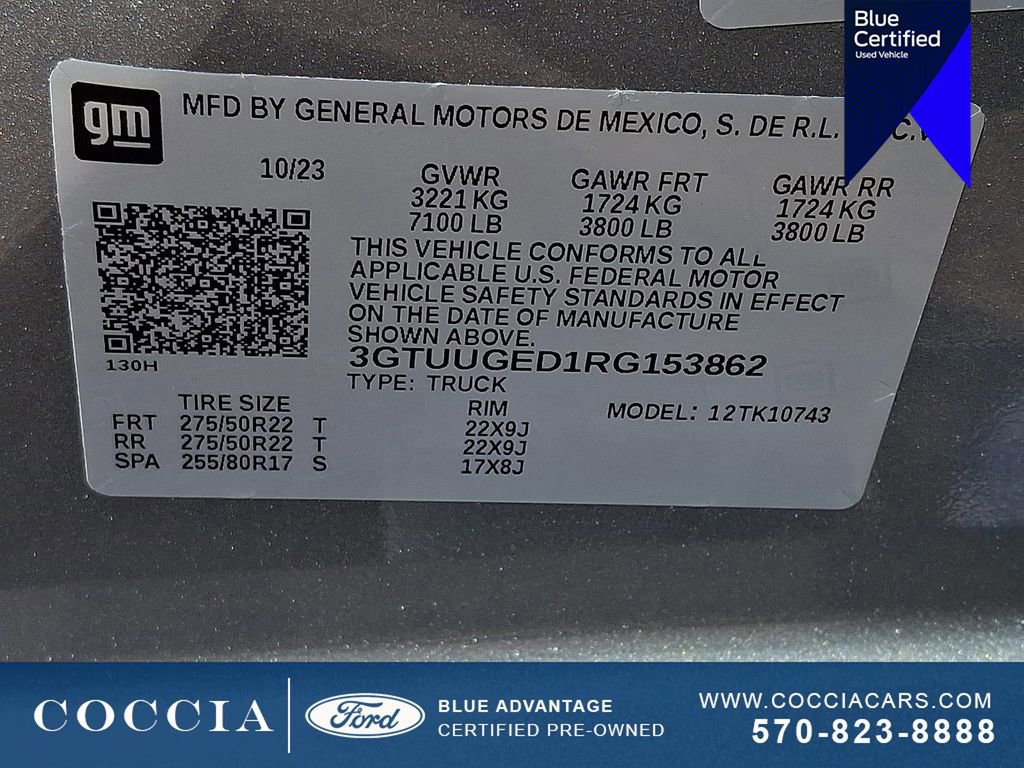 Blue
Certified
Used Vehicle
gm
MFD BY GENERAL MOTORS DE MEXICO, S. DE R.L.
10/23
GVWR
3221 KG
7100 LB
GAWR FRT
1724 KG
3800 LB
GAWR RR
1724 KG
3800 LB
THIS VEHICLE CONFORMS TO ALL
APPLICABLE U.S. FEDERAL MOTOR
VEHICLE SAFETY STANDARDS IN EFFECT
ON THE DATE OF MANUFACTURE
SHOWN ABOVE.
3GTUUGED1RG153862
TYPE: TRUCK
130H
TIRE SIZE RIM MODEL: 12TK10743
FRT 275/50R22 T 22X9J
RR 275/50R22 T 22X9J
SPA 255/80R17 S 17X8J
COCCIA
Ford
BLUE ADVANTAGE
CERTIFIED PRE-OWNED
WWW.COCCIACARS.COM
570-823-8888